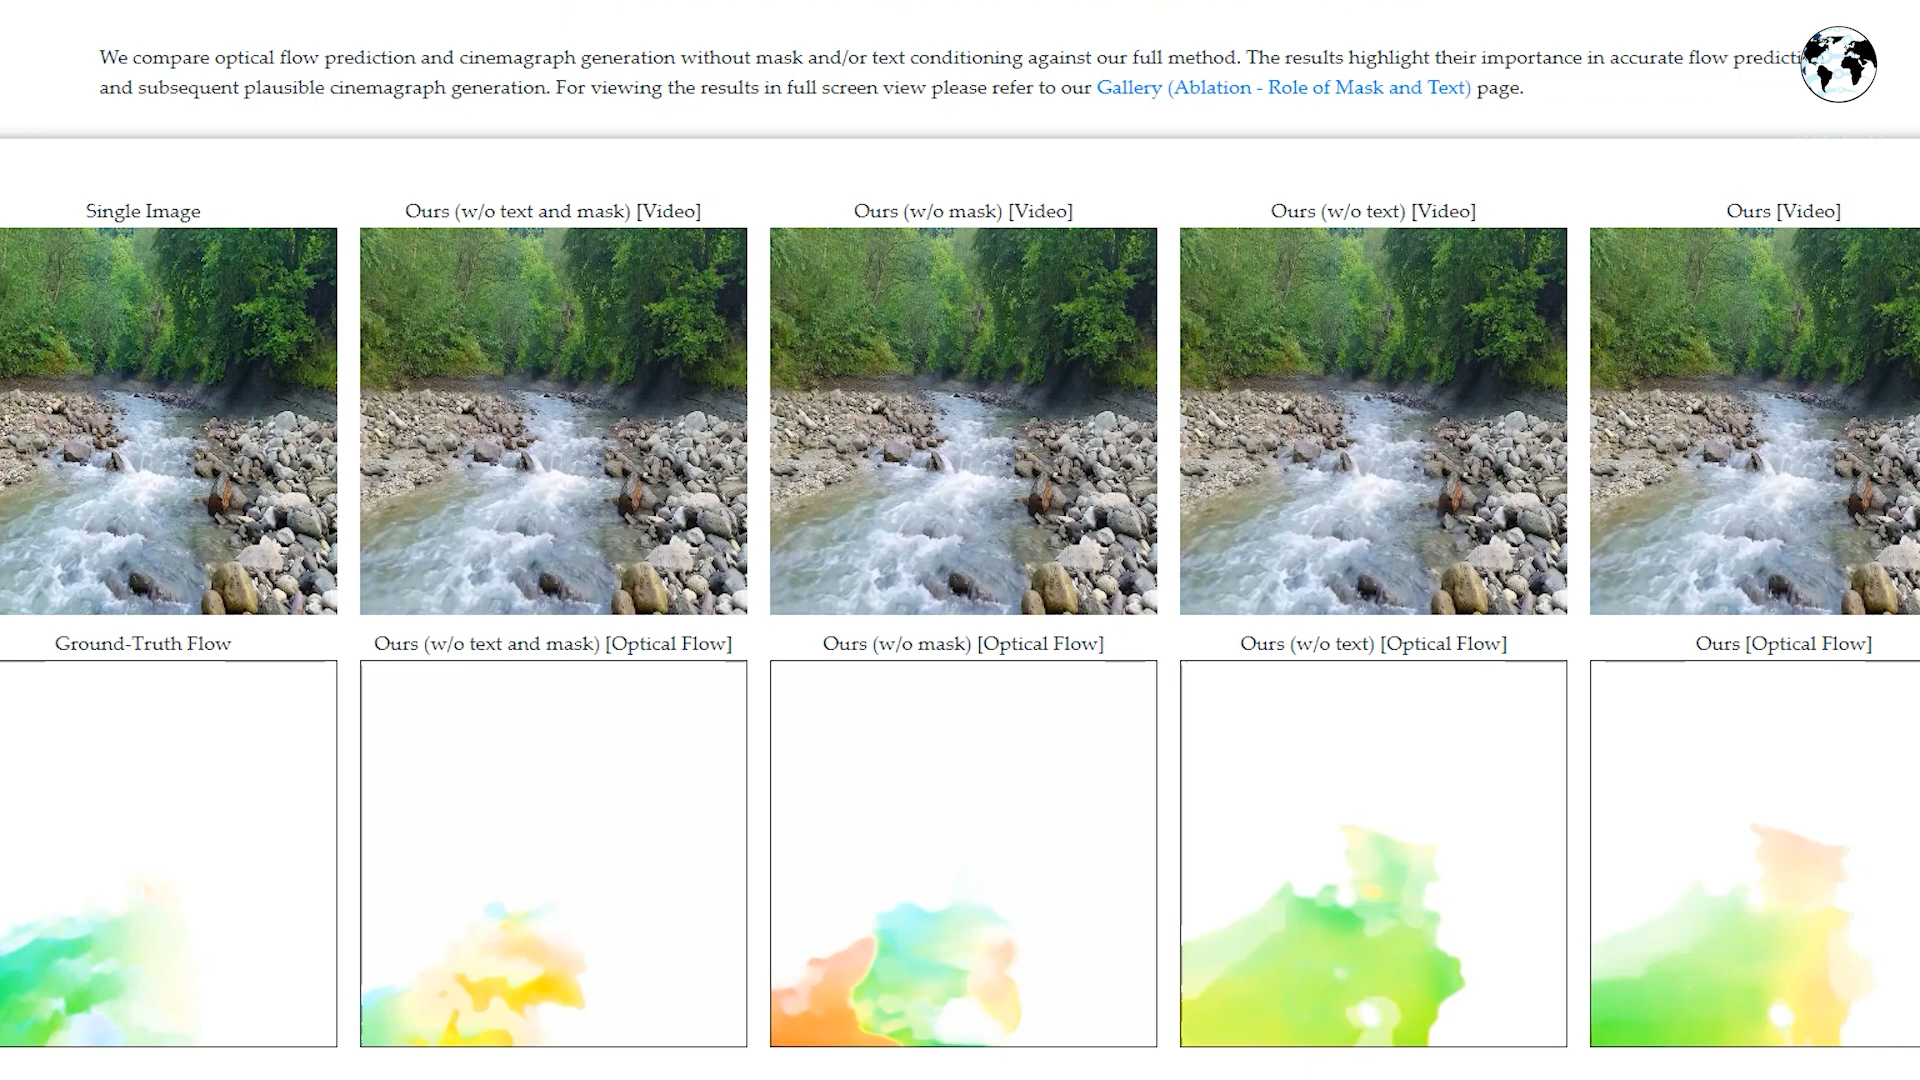 We compare optical flow prediction and cinemagraph generation without mask and/or text conditioning against our full method. The results highlight their importance in accurate flow predicti
and subsequent plausible cinemagraph generation. For viewing the results in full screen view please refer to our Gallery (Ablation - Role of Mask and Text) page.
Single Image
Ours (w/o text and mask) [Video]
Ours (w/o mask) [Video]
Ours (w/o text) [Video]
Ours [Video]
Ground-Truth Flow
Ours (w/o text and mask) [Optical Flow]
Ours (w/o mask) [Optical Flow]
Ours (w/o text) [Optical Flow]
Ours [Optical Flow]